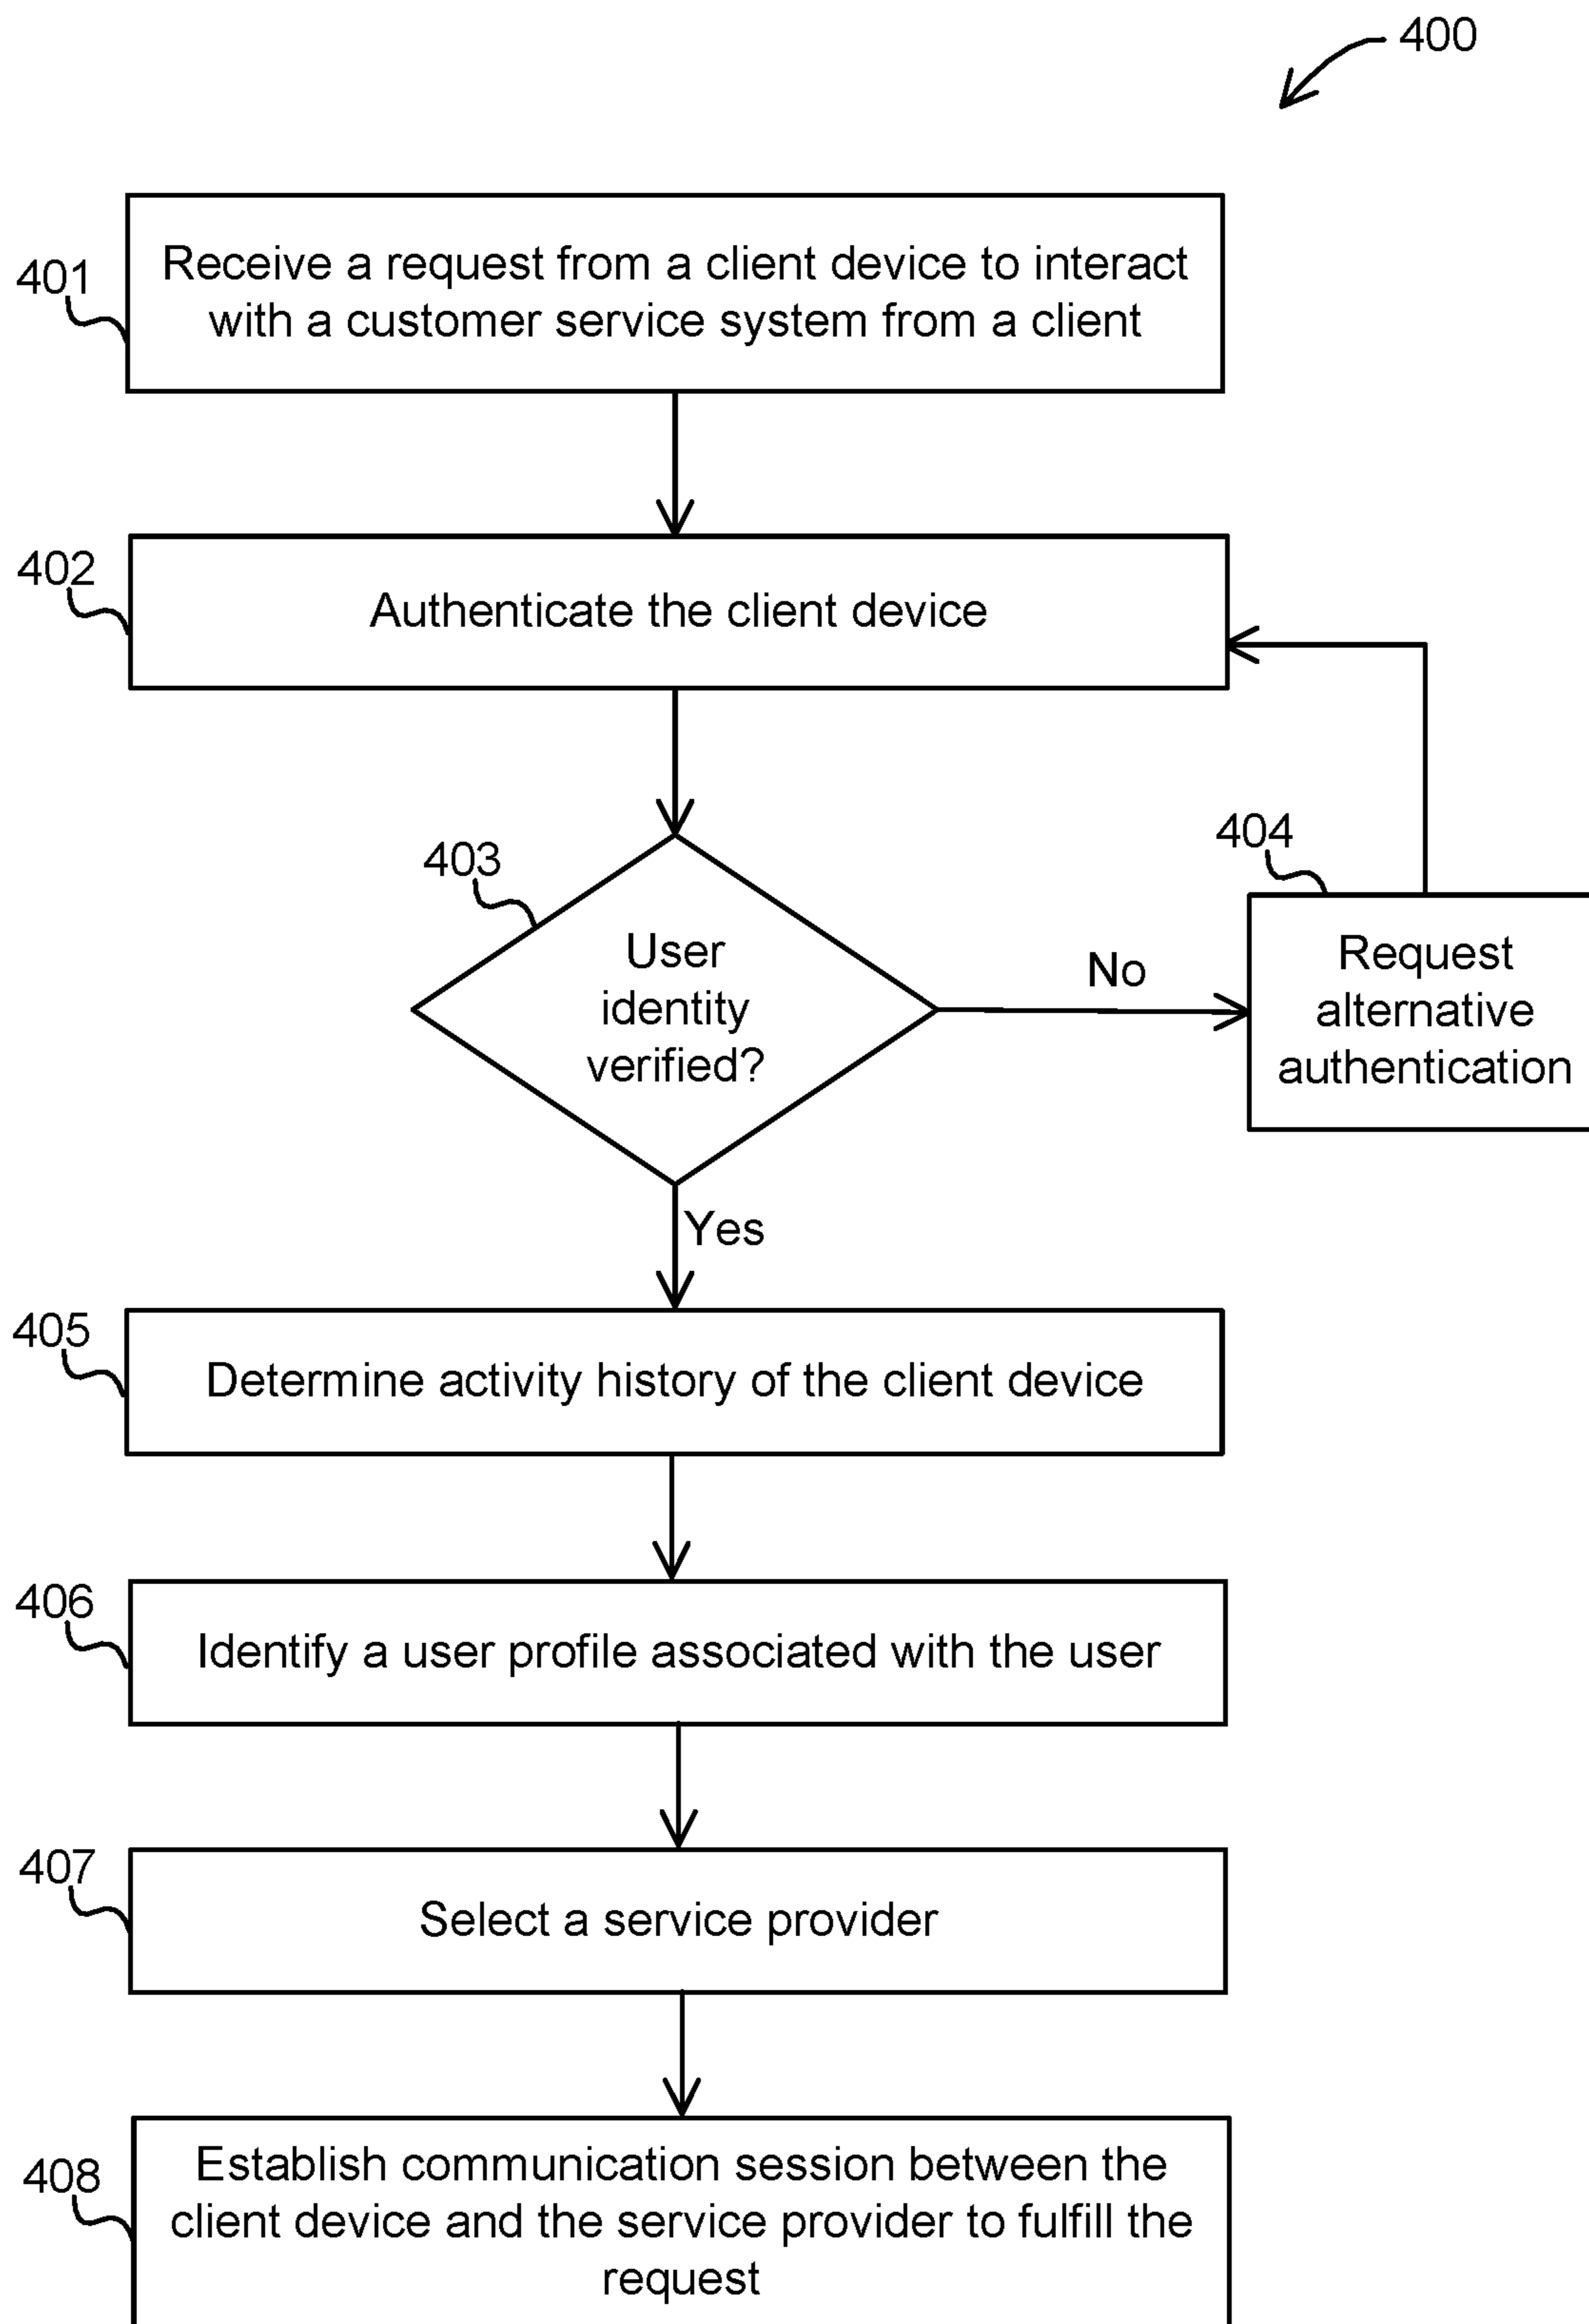 400
401
Receive a request from a client device to interact
with a customer service system from a client
402
Authenticate the client device
403
User
identity
verified?
No
404
Request
alternative
authentication
Yes
405
Determine activity history of the client device
406
Identify a user profile associated with the user
407
Select a service provider
408
Establish communication session between the
client device and the service provider to fulfill the
request